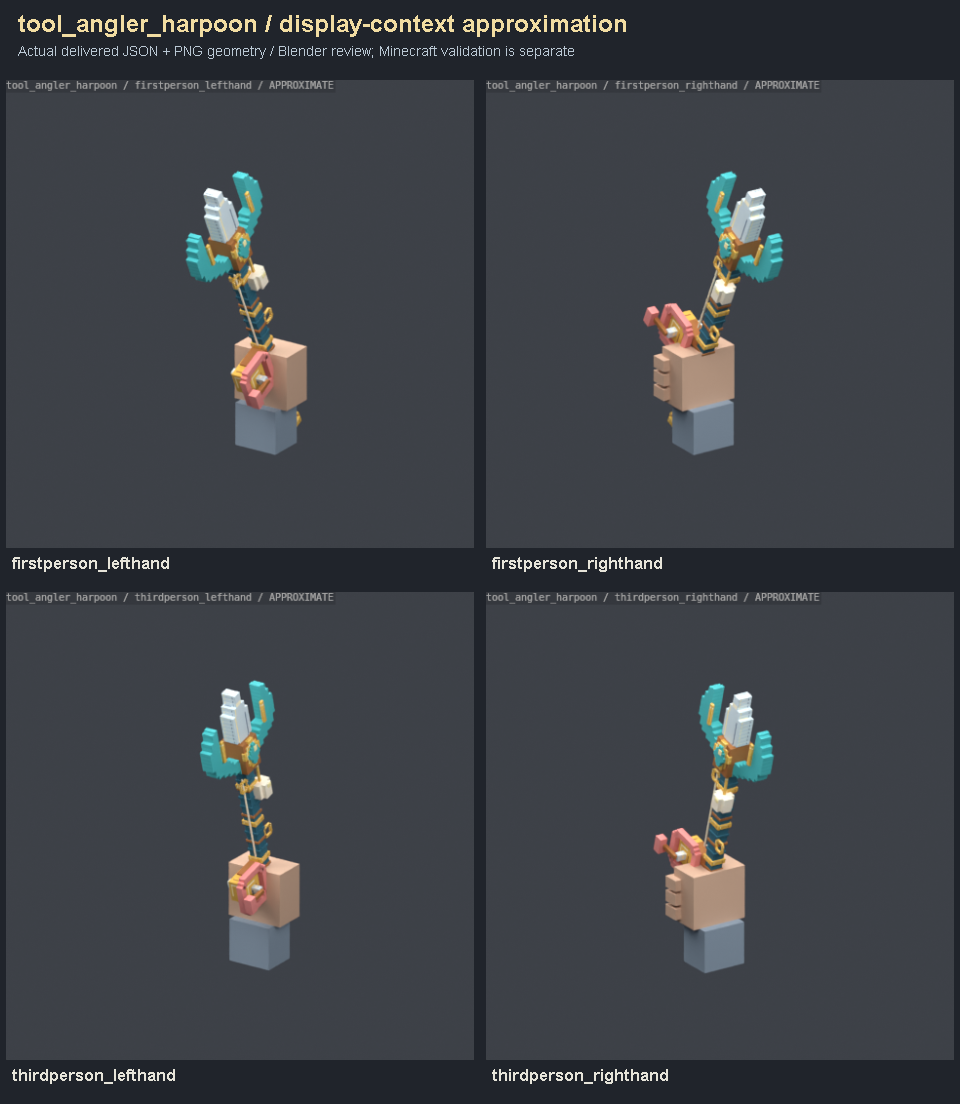 tool_angler_harpoon / display-context approximation
Actual delivered JSON + PNG geometry / Blender review; Minecraft validation is separate
tool_angler_harpoon / firstperson_lefthand / APPROXIMATE
tool_angler_harpoon / firstperson_righthand / APPROXIMATE
firstperson_lefthand
firstperson_righthand
tool_angler_harpoon / thirdperson_lefthand / APPROXIMATE
tool_angler_harpoon / thirdperson_righthand / APPROXIMATE
thirdperson_lefthand
thirdperson_righthand